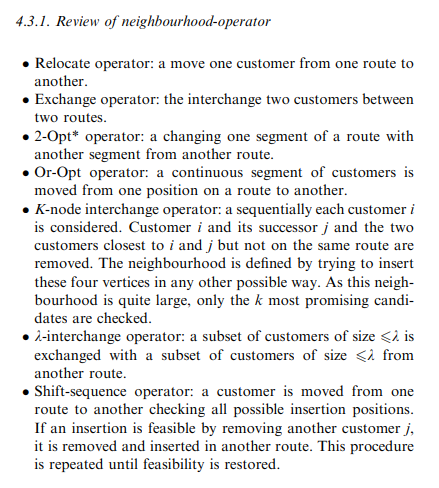 4.3.1. Review of neighbourhood-operator
• Relocate operator: a move one customer from one route to
another.
• Exchange operator: the interchange two customers between
two routes.
• 2-Opt* operator: a changing one segment of a route with
another segment from another route.
• Or-Opt operator: a continuous segment of customers is
moved from one position on a route to another.
• K-node interchange operator: a sequentially each customer i
is considered. Customer i and its successor j and the two
customers closest to i and j but not on the same route are
removed. The neighbourhood is defined by trying to insert
these four vertices in any other possible way. As this neigh-
bourhood is quite large, only the k most promising candi-
dates are checked.
• λ-interchange operator: a subset of customers of size ⩽λ is
exchanged with a subset of customers of size ⩽λ from
another route.
• Shift-sequence operator: a customer is moved from one
route to another checking all possible insertion positions.
If an insertion is feasible by removing another customer j,
it is removed and inserted in another route. This procedure
is repeated until feasibility is restored.